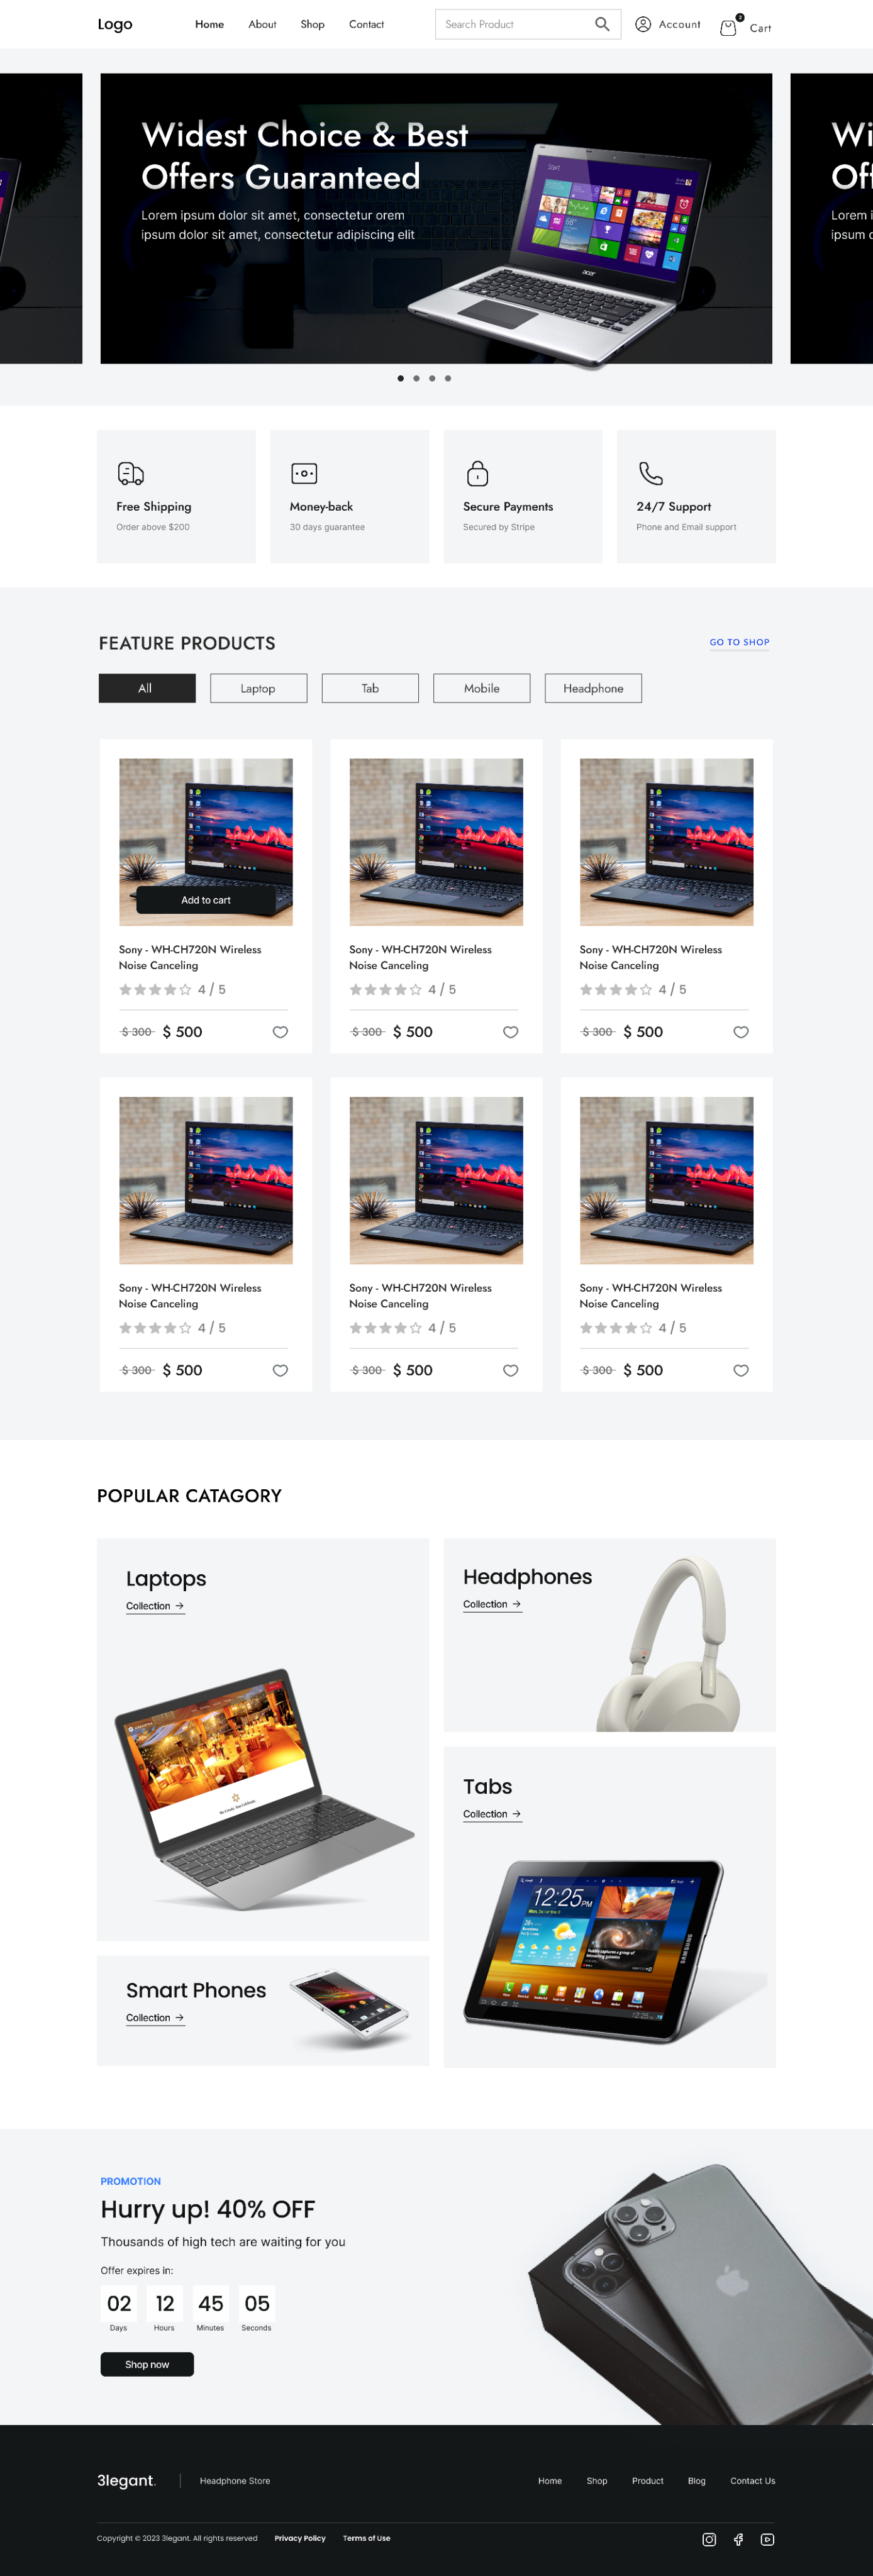 Logo
Home
About
Shop
Contact
Search Product
Account
2
Cart
Widest Choice & Best
Offers Guaranteed
Lorem ipsum dolor sit amet, consectetur orem
ipsum dolor sit amet, consectetur adipiscing elit
Start
acer
Wi
Off
Lorem i
ipsum c
Free Shipping
Order above $200
Money-back
30 days guarantee
Secure Payments
Secured by Stripe
24/7 Support
Phone and Email support
FEATURE PRODUCTS
GO TO SHOP
All
Laptop
Tab
Mobile
Headphone
Add to cart
Sony - WH-CH720N Wireless
Noise Canceling
4 / 5
$ 300 $ 500
Sony - WH-CH720N Wireless
Noise Canceling
4 / 5
$ 300 $ 500
Sony - WH-CH720N Wireless
Noise Canceling
4 / 5
$ 300 $ 500
Sony - WH-CH720N Wireless
Noise Canceling
4 / 5
$ 300 $ 500
Sony - WH-CH720N Wireless
Noise Canceling
4 / 5
$ 300 $ 500
Sony - WH-CH720N Wireless
Noise Canceling
4 / 5
$ 300 $ 500
POPULAR CATAGORY
Laptops
Collection
Headphones
Collection
Tabs
Collection
12:25PM
SAMSUNG
12:25
Smart Phones
Collection
PROMOTION
Hurry up! 40% OFF
Thousands of high tech are waiting for you
Offer expires in:
02
12
45
05
Days
Hours
Minutes
Seconds
Shop now
3legant.
Headphone Store
Home
Shop
Product
Blog
Contact Us
Copyright © 2023 3legant. All rights reserved
Privacy Policy
Terms of Use